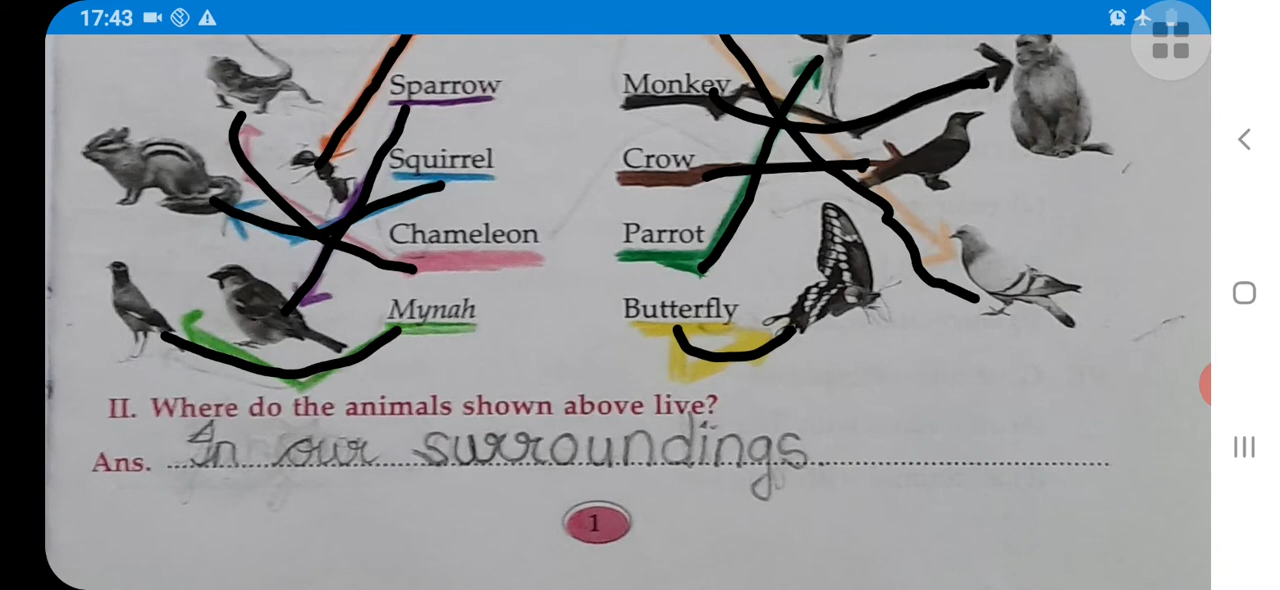 17:43
Sparrow Monkey
Squirrel Crow
Chameleon Parrot
Mynah Butterfly
II. Where do the animals shown above live?
Ans. In our surroundings.
1